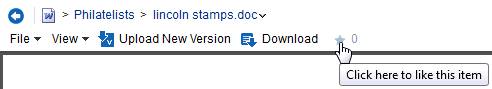 > Philatelists > lincoln stamps.doc
File View Upload New Version Download 0
Click here to like this item